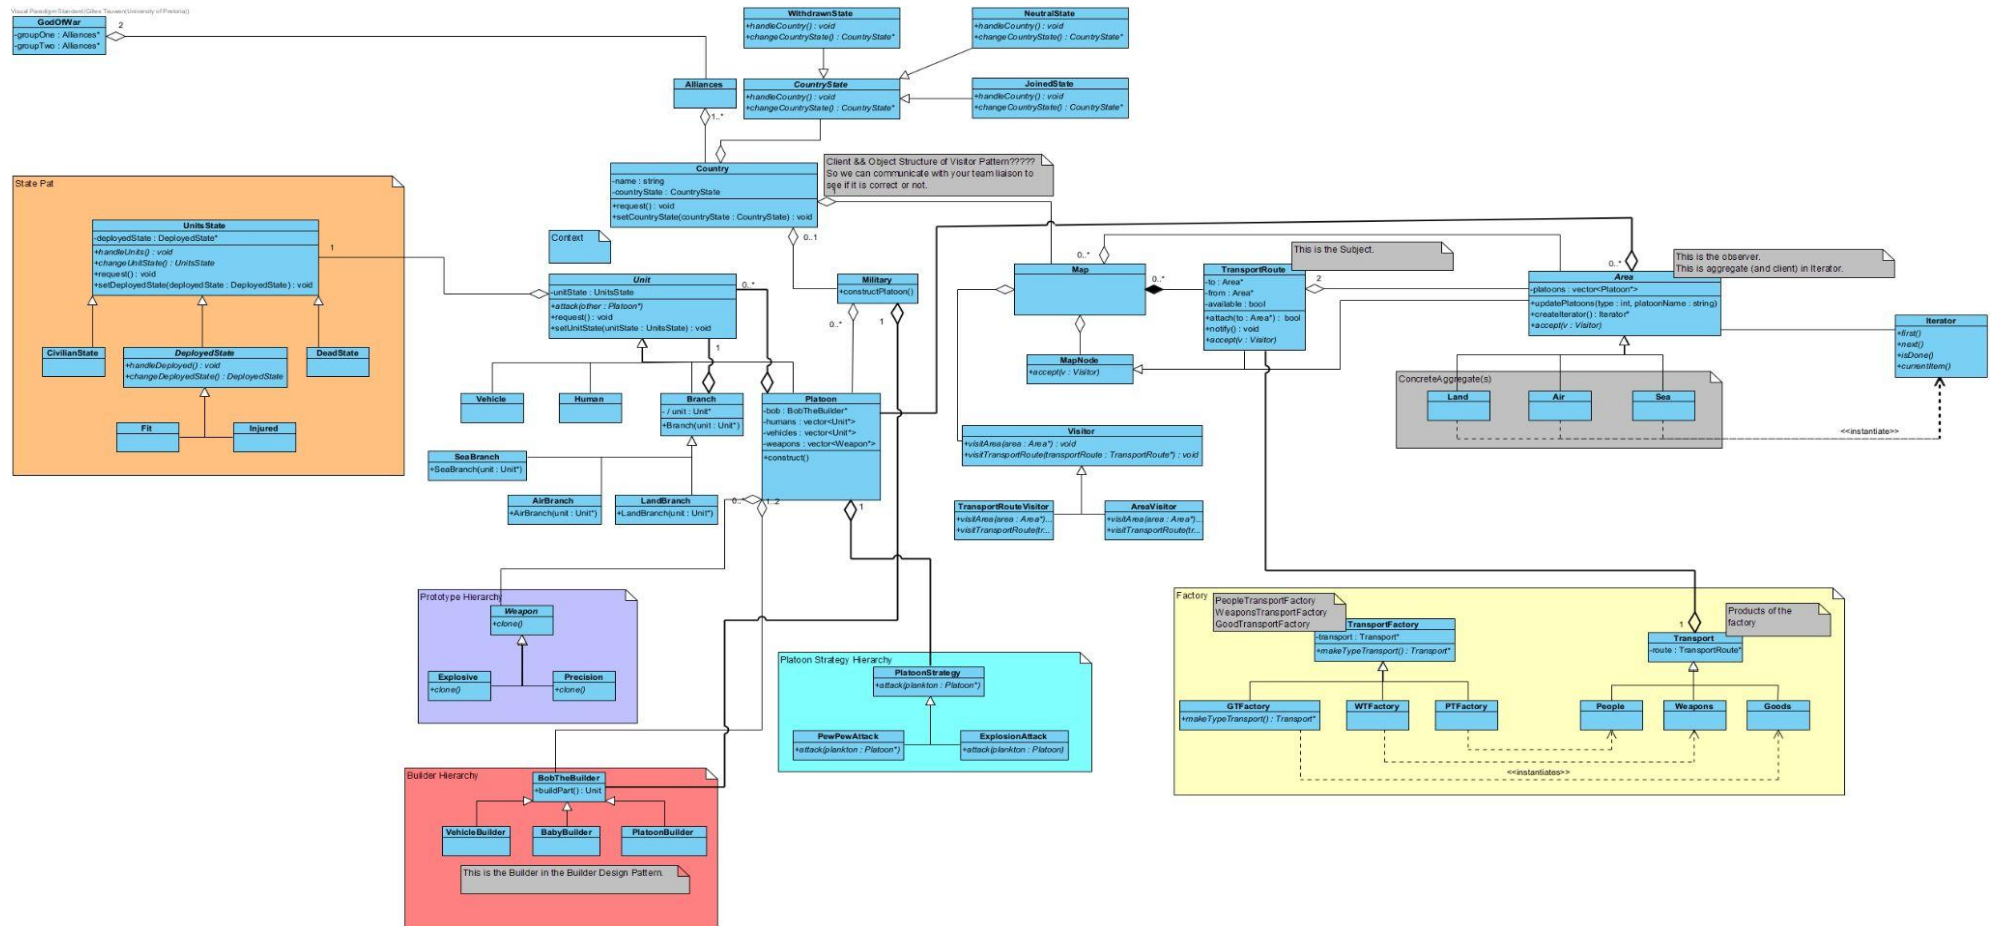 Visual Paradigm Standard(Giltes Teuwen(University of Pretoria))
GodOfWar
-groupOne : Alliances*
-groupTwo : Alliances*
2
WithdrawnState
+handleCountry() : void
+changeCountryState() : CountryState*
NeutralState
+handleCountry() : void
+changeCountryState() : CountryState*
Alliances
1..*
CountryState
+handleCountry() : void
+changeCountryState() : CountryState*
JoinedState
+handleCountry() : void
+changeCountryState() : CountryState*
Country
-name : string
-countryState : CountryState
+request() : void
+setCountryState(countryState : CountryState) : void
Client && Object Structure of Visitor Pattern?????
So we can communicate with your team liaison to
see if it is correct or not.
1
0..1
State Pat
UnitsState
-deployedState : DeployedState*
+handleUnits() : void
+changeUnitState() : UnitsState
+request() : void
+setDeployedState(deployedState : DeployedState) : void
1
CivilianState
DeployedState
+handleDeployed() : void
+changeDeployedState() : DeployedState
DeadState
Fit
Injured
Context
Unit
-unitState : UnitsState
+attack(other : Platoon*)
+request() : void
+setUnitState(unitState : UnitsState) : void
0..*
1
Military
+constructPlatoon()
0..*
1
Map
0..*
0..*
TransportRoute
-to : Area*
-from : Area*
-available : bool
+attach(to : Area*) : bool
+notify() : void
+accept(v : Visitor)
This is the Subject.
2
0..*
Area
-platoons : vector<Platoon*>
+updatePlatoons(type : int, platoonName : string)
+createIterator() : Iterator*
+accept(v : Visitor)
This is the observer.
This is aggregate (and client) in Iterator.
Iterator
+first()
+next()
+isDone()
+currentItem()
MapNode
+accept(v : Visitor)
ConcreteAggregate(s)
Land
Air
Sea
<<instantiate>>
Vehicle
Human
Branch
- / unit : Unit*
+Branch(unit : Unit*)
Platoon
-bob : BobTheBuilder*
-humans : vector<Unit*>
-vehicles : vector<Unit*>
-weapons : vector<Weapon*>
+construct()
SeaBranch
+SeaBranch(unit : Unit*)
AirBranch
+AirBranch(unit : Unit*)
LandBranch
+LandBranch(unit : Unit*)
0..*
1..2
1
Visitor
+visitArea(area : Area*) : void
+visitTransportRoute(transportRoute : TransportRoute*) : void
TransportRouteVisitor
+visitArea(area : Area*)...
+visitTransportRoute(tr...
AreaVisitor
+visitArea(area : Area*)...
+visitTransportRoute(tr...
Prototype Hierarchy
Weapon
+clone()
Explosive
+clone()
Precision
+clone()
Platoon Strategy Hierarchy
PlatoonStrategy
+attack(plankton : Platoon*)
PewPewAttack
+attack(plankton : Platoon*)
ExplosionAttack
+attack(plankton : Platoon)
Factory
PeopleTransportFactory
WeaponsTransportFactory
GoodTransportFactory
TransportFactory
-transport : Transport*
+makeTypeTransport() : Transport*
Products of the
factory
1
Transport
-route : TransportRoute*
GTFactory
+makeTypeTransport() : Transport*
WTFactory
PTFactory
People
Weapons
Goods
<<instantiates>>
Builder Hierarchy
BobTheBuilder
+buildPart() : Unit
VehicleBuilder
BabyBuilder
PlatoonBuilder
This is the Builder in the Builder Design Pattern.